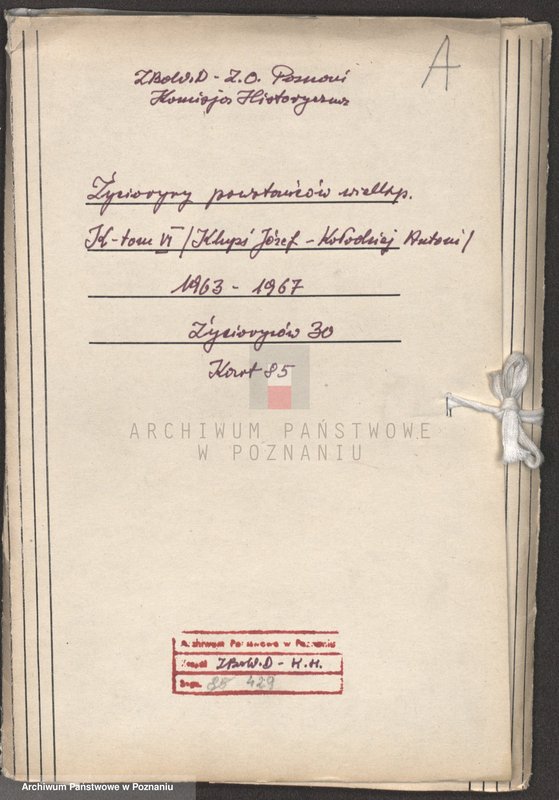 A
ZBoWiD - Z.O. Poznań
Komisja Historyczna
Życiorysy powstańców wielkp.
K-tom VI /Klupś Józef - Kołodziej Antoni/
1963 - 1967
Życiorysów 30
Kart 85
ARCHIWUM PAŃSTWOWE
W POZNANIU
Archiwum Państwowe w Poznaniu
Zespół ZBoWiD - K.H.
Sygn. 85 429
Archiwum Państwowe w Poznaniu